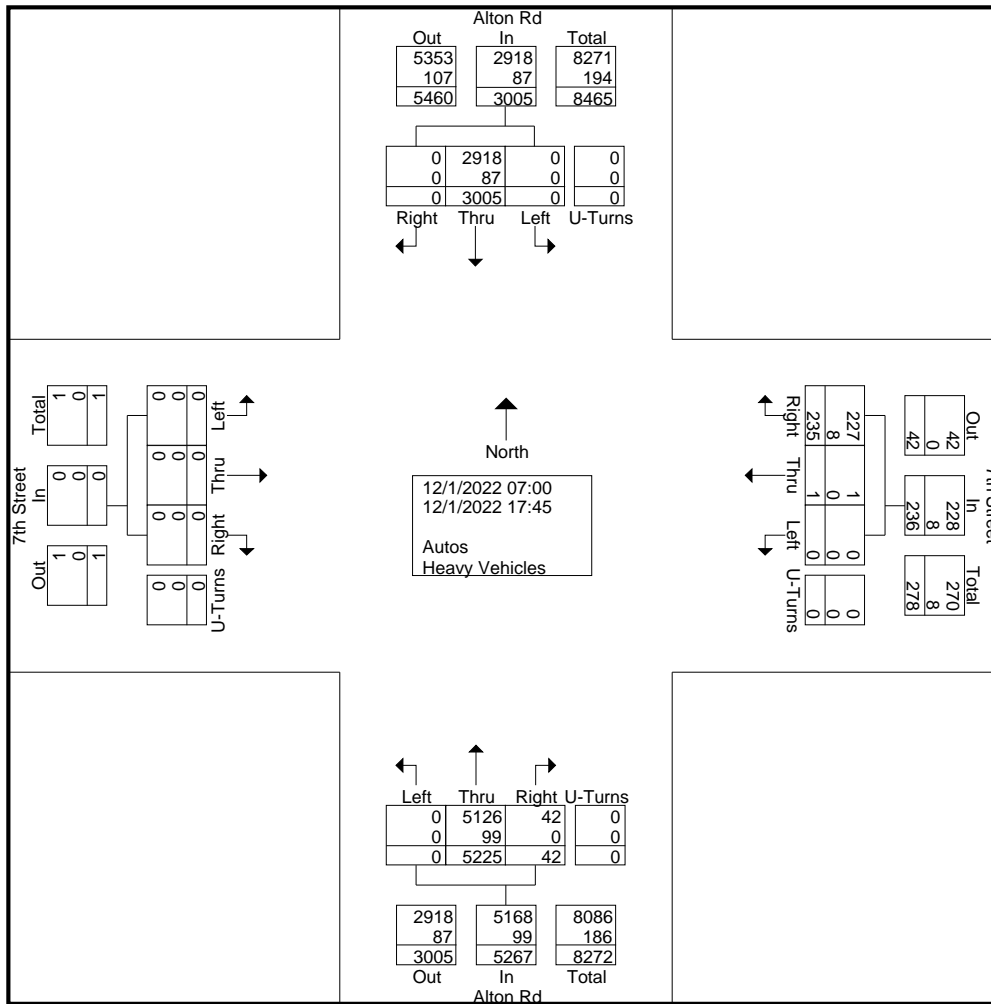 Alton Rd
Out In Total
5353 2918 8271
107 87 194
5460 3005 8465
0 2918 0 0
0 87 0 0
0 3005 0 0
Right Thru Left U-Turns
7th Street
Total In Out
1 0 1
0 0 0
1 0 1
Left Thru Right U-Turns
0 0 0 0
0 0 0 0
0 0 0 0
North
12/1/2022 07:00
12/1/2022 17:45
Autos
Heavy Vehicles
Right Thru Left U-Turns
227 1 0 0
8 0 0 0
235 1 0 0
Street
Out In Total
42 228 270
0 8 8
42 236 278
Left Thru Right U-Turns
0 5126 42 0
0 99 0 0
0 5225 42 0
2918 5168 8086
87 99 186
3005 5267 8272
Out In Total
Alton Rd